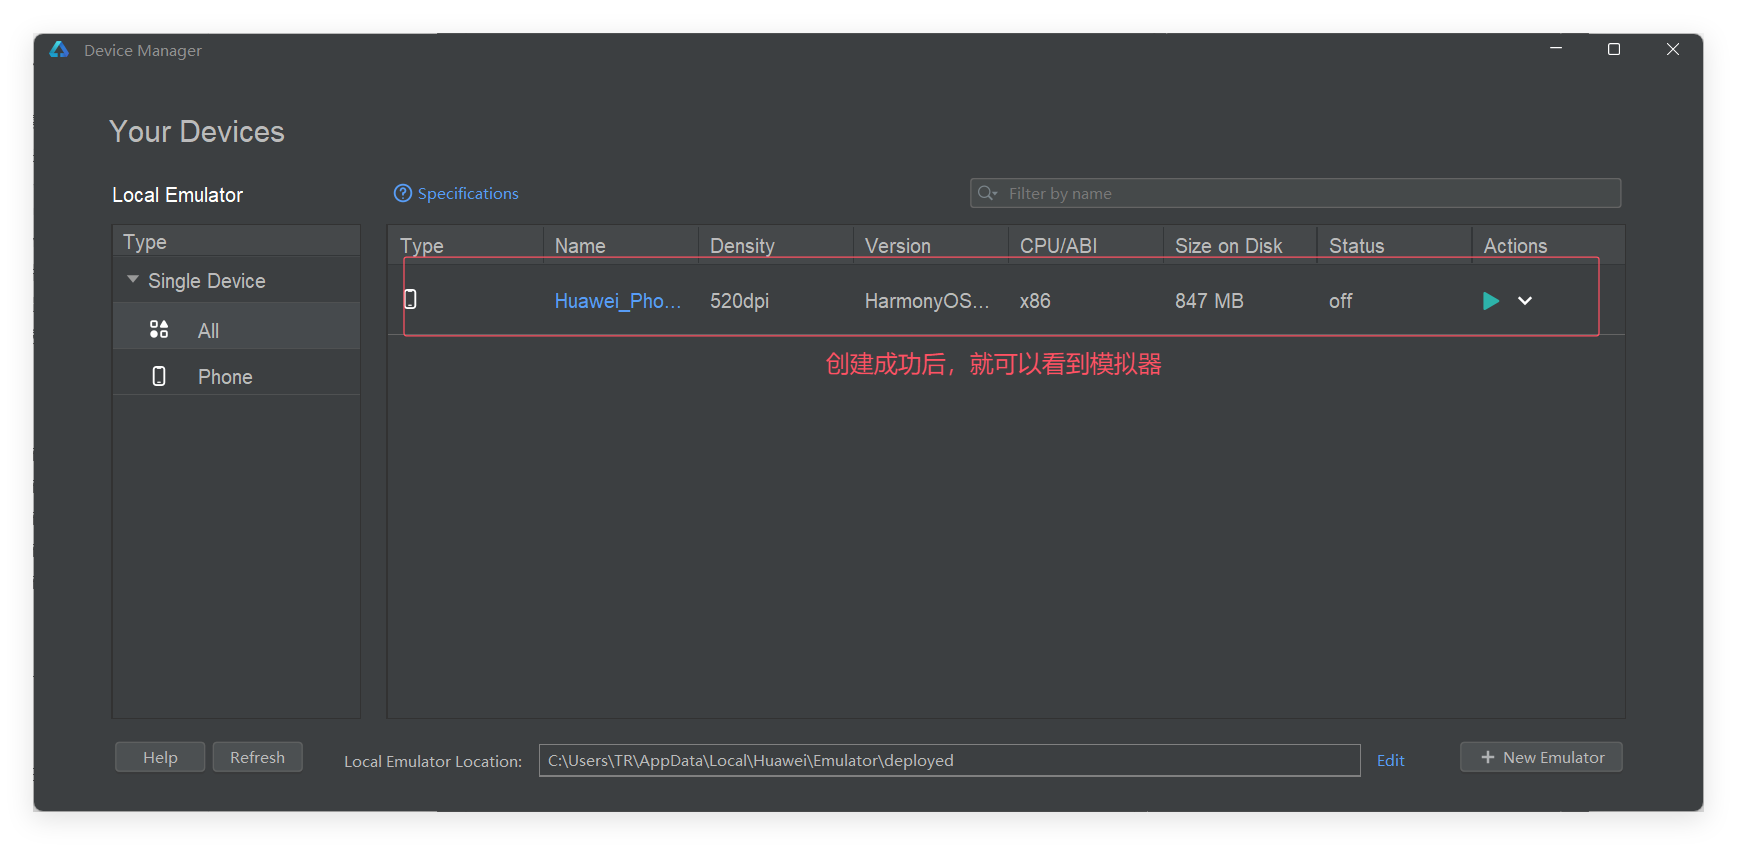 Device Manager
Your Devices
Local Emulator
Specifications
Filter by name
Type
Single Device
All
Phone
Type Name Density Version CPU/ABI Size on Disk Status Actions
Huawei_Pho... 520dpi HarmonyOS... x86 847 MB off
创建成功后，就可以看到模拟器
Help Refresh Local Emulator Location: C:\Users\TR\AppData\Local\Huawei\Emulator\deployed Edit + New Emulator